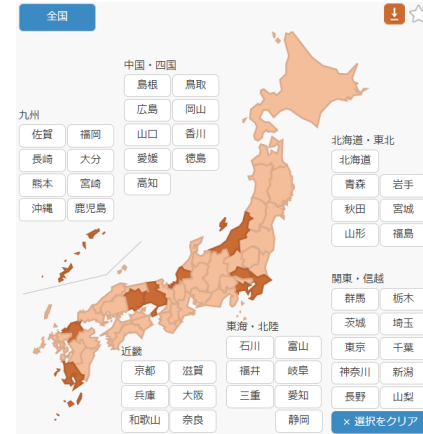 全国
中国・四国
島根 鳥取
広島 岡山
山口 香川
愛媛 徳島
高知
九州
佐賀 福岡
長崎 大分
熊本 宮崎
沖縄 鹿児島
北海道・東北
北海道
青森 岩手
秋田 宮城
山形 福島
関東・信越
群馬 栃木
茨城 埼玉
東京 千葉
神奈川 新潟
長野 山梨
東海・北陸
石川 富山
福井 岐阜
三重 愛知
静岡
近畿
京都 滋賀
兵庫 大阪
和歌山 奈良
× 選択をクリア